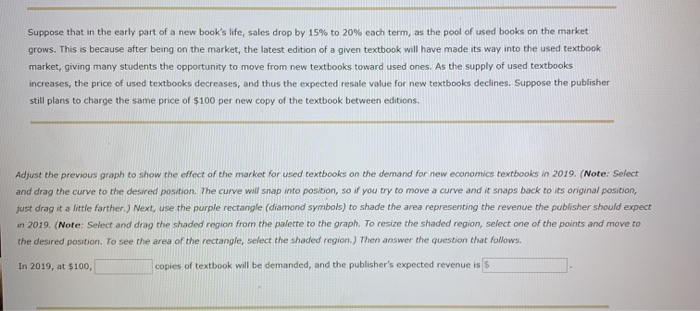 Suppose that in the early part of a new book's life, sales drop by 15% to 20% each term, as the pool of used books on the market
grows. This is because after being on the market, the latest edition of a given textbook will have made its way into the used textbook
market, giving many students the opportunity to move from new textbooks toward used ones. As the supply of used textbooks
increases, the price of used textbooks decreases, and thus the expected resale value for new textbooks declines. Suppose the publisher
still plans to charge the same price of $100 per new copy of the textbook between editions.
Adjust the previous graph to show the effect of the market for used textbooks on the demand for new economics textbooks in 2019. (Note: Select
and drag the curve to the desired position. The curve will snap into position, so if you try to move a curve and it snaps back to its original position,
just drag it a little farther.) Next, use the purple rectangle (diamond symbols) to shade the area representing the revenue the publisher should expect
in 2019. (Note: Select and drag the shaded region from the palette to the graph. To resize the shaded region, select one of the points and move to
the desired position. To see the area of the rectangle, select the shaded region.) Then answer the question that follows.
In 2019, at $100, copies of textbook will be demanded, and the publisher's expected revenue is $ .